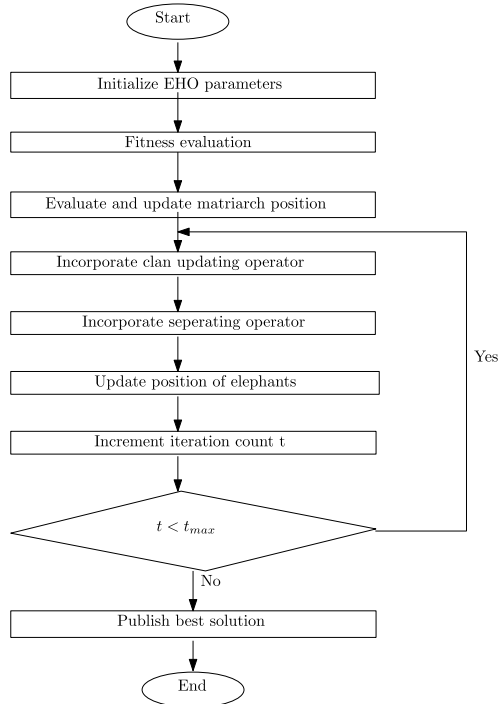 Start
Initialize EHO parameters
Fitness evaluation
Evaluate and update matriarch position
Incorporate clan updating operator
Incorporate seperating operator
Yes
Update position of elephants
Increment iteration count t
t < t_max
No
Publish best solution
End